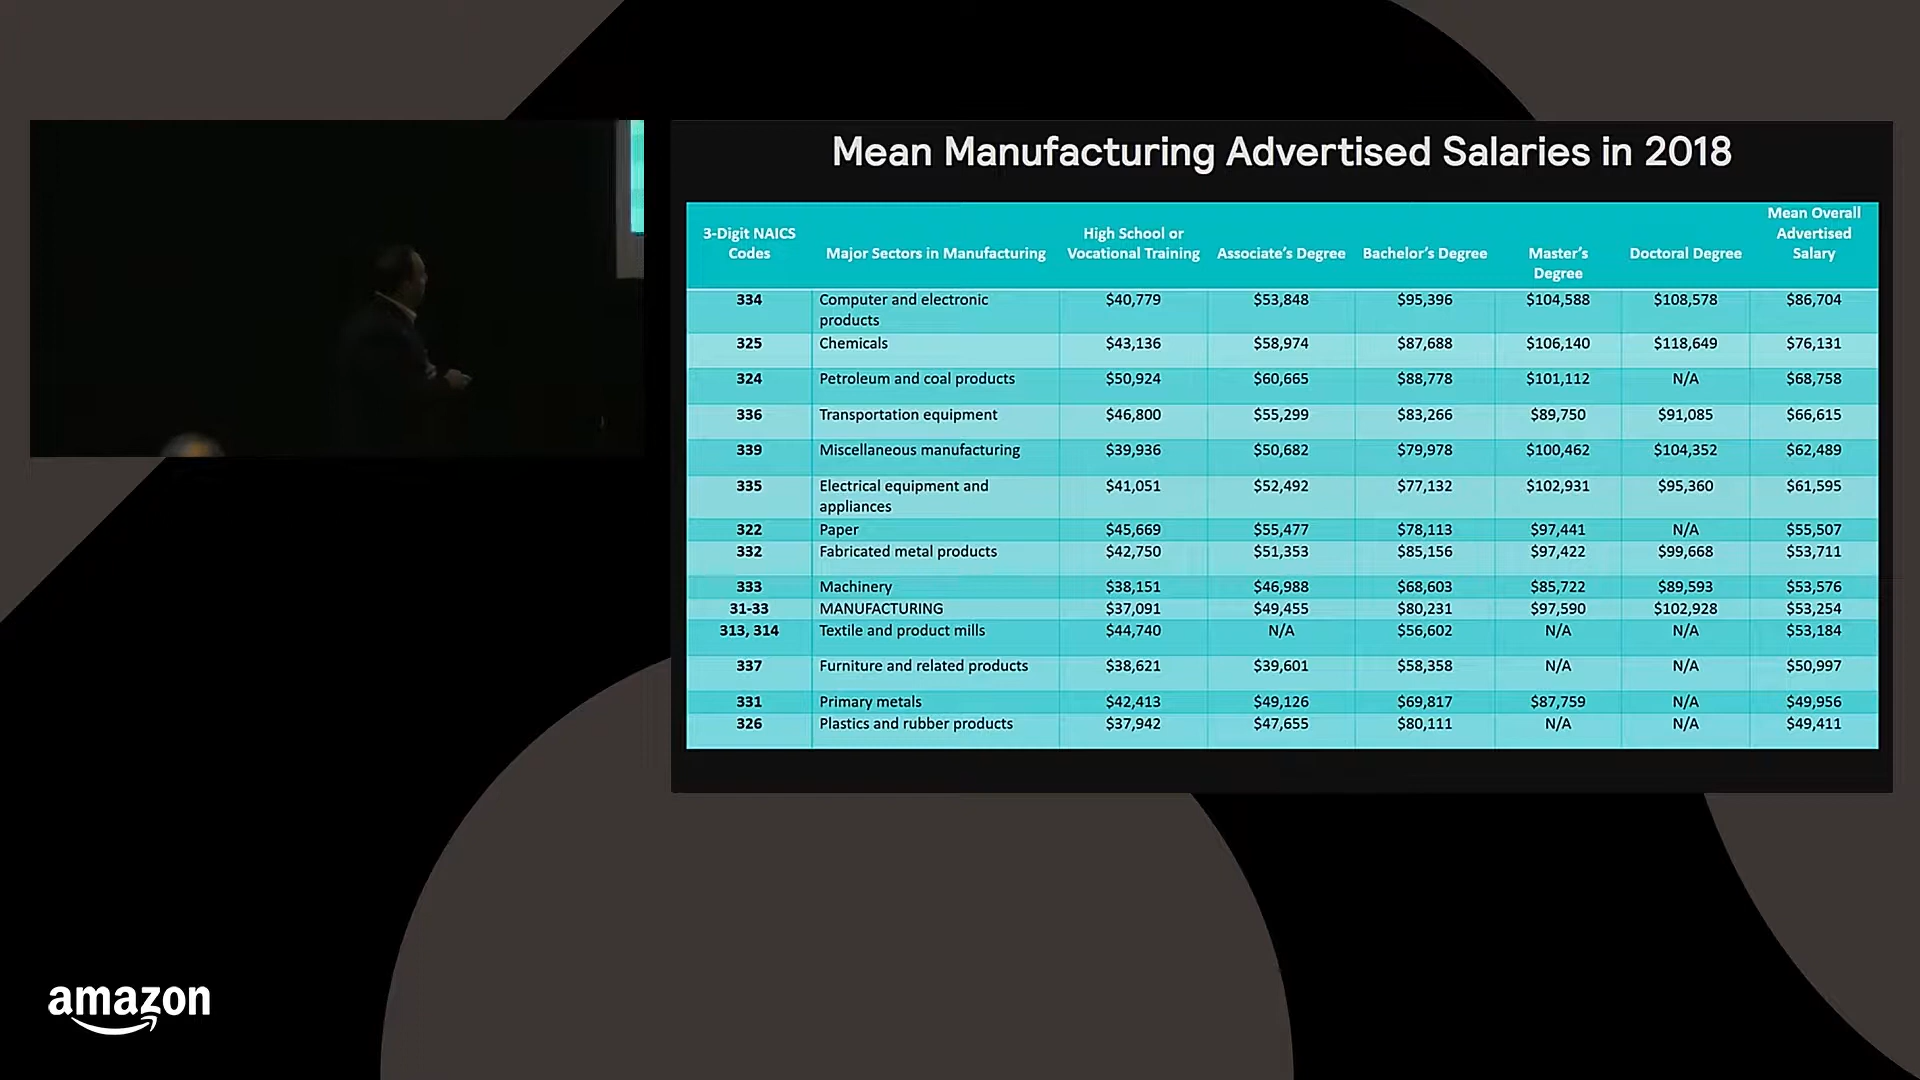 Mean Manufacturing Advertised Salaries in 2018
3-Digit NAICS Codes Major Sectors in Manufacturing High School or Vocational Training Associate's Degree Bachelor's Degree Master's Degree Doctoral Degree Mean Overall Advertised Salary
334 Computer and electronic products $40,779 $53,848 $95,396 $104,588 $108,578 $86,704
325 Chemicals $43,136 $58,974 $87,688 $106,140 $118,649 $76,131
324 Petroleum and coal products $50,924 $60,665 $88,778 $101,112 N/A $68,758
336 Transportation equipment $46,800 $55,299 $83,266 $89,750 $91,085 $66,615
339 Miscellaneous manufacturing $39,936 $50,682 $79,978 $100,462 $104,352 $62,489
335 Electrical equipment and appliances $41,051 $52,492 $77,132 $102,931 $95,360 $61,595
322 Paper $45,669 $55,477 $78,113 $97,441 N/A $55,507
332 Fabricated metal products $42,750 $51,353 $85,156 $97,422 $99,668 $53,711
333 Machinery $38,151 $46,988 $68,603 $85,722 $89,593 $53,576
31-33 MANUFACTURING $37,091 $49,455 $80,231 $97,590 $102,928 $53,254
313, 314 Textile and product mills $44,740 N/A $56,602 N/A N/A $53,184
337 Furniture and related products $38,621 $39,601 $58,358 N/A N/A $50,997
331 Primary metals $42,413 $49,126 $69,817 $87,759 N/A $49,956
326 Plastics and rubber products $37,942 $47,655 $80,111 N/A N/A $49,411
amazon